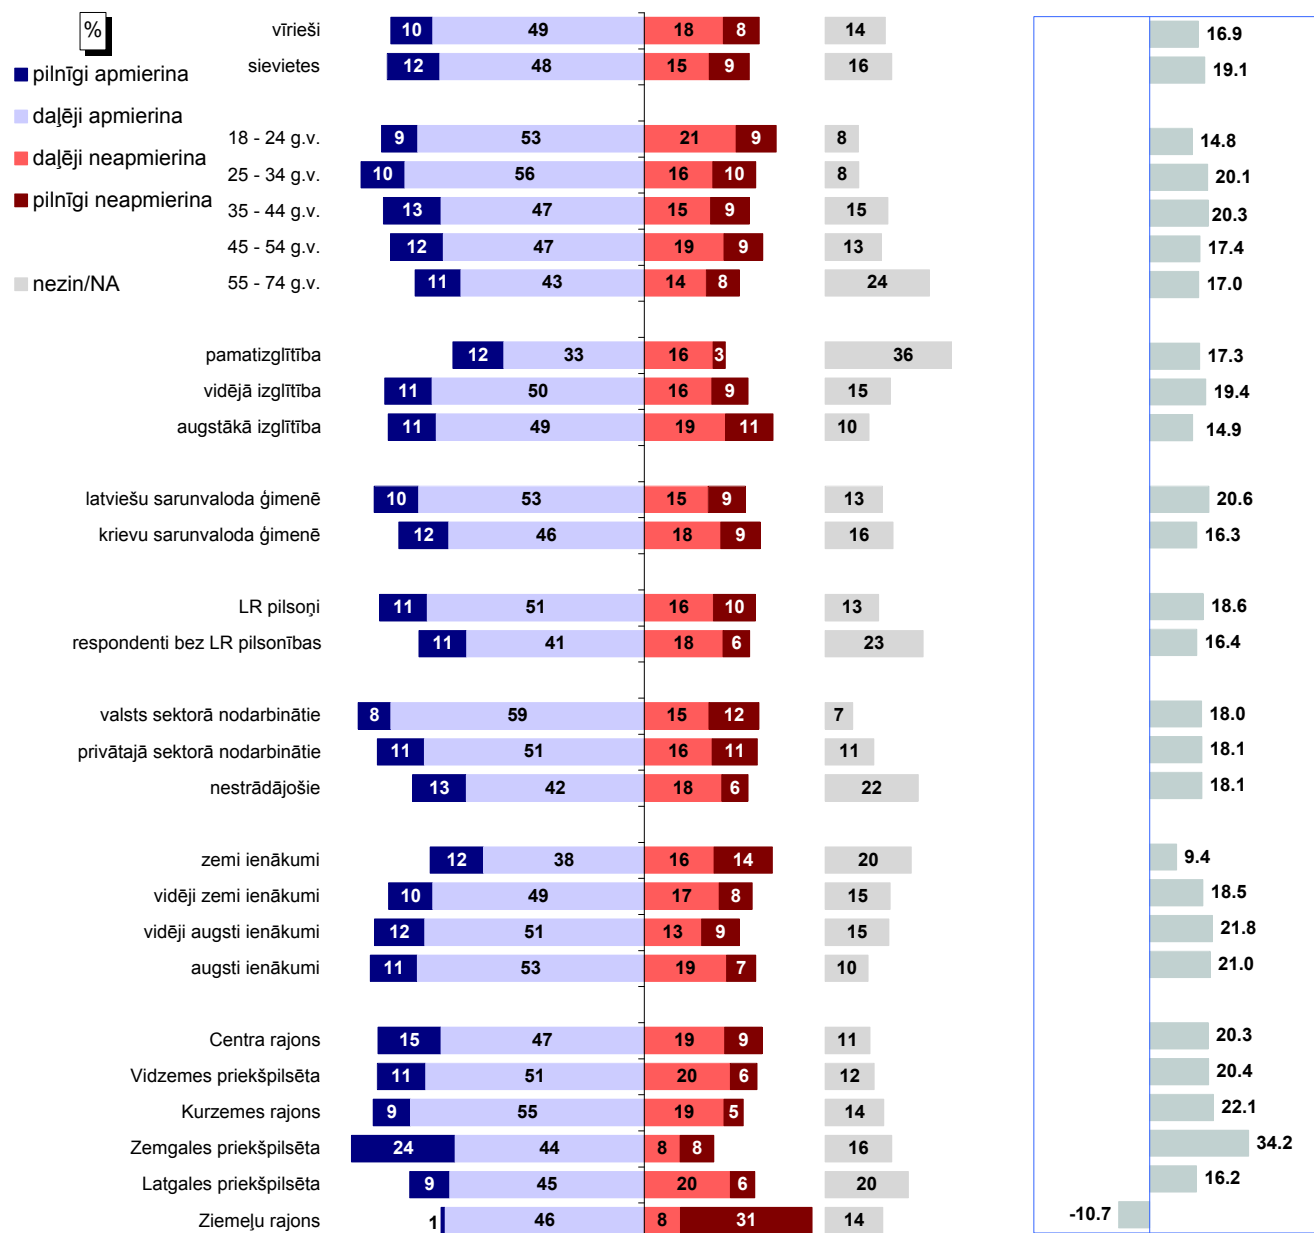 %
pilnīgi apmierina
daļēji apmierina
daļēji neapmierina
pilnīgi neapmierina
nezin/NA
vīrieši 10 49 18 8 14 16.9
sievietes 12 48 15 9 16 19.1
18 - 24 g.v. 9 53 21 9 8 14.8
25 - 34 g.v. 10 56 16 10 8 20.1
35 - 44 g.v. 13 47 15 9 15 20.3
45 - 54 g.v. 12 47 19 9 13 17.4
55 - 74 g.v. 11 43 14 8 24 17.0
pamatizglītība 12 33 16 3 36 17.3
vidējā izglītība 11 50 16 9 15 19.4
augstākā izglītība 11 49 19 11 10 14.9
latviešu sarunvaloda ģimenē 10 53 15 9 13 20.6
krievu sarunvaloda ģimenē 12 46 18 9 16 16.3
LR pilsoņi 11 51 16 10 13 18.6
respondenti bez LR pilsonības 11 41 18 6 23 16.4
valsts sektorā nodarbinātie 8 59 15 12 7 18.0
privātajā sektorā nodarbinātie 11 51 16 11 11 18.1
nestrādājošie 13 42 18 6 22 18.1
zemi ienākumi 12 38 16 14 20 9.4
vidēji zemi ienākumi 10 49 17 8 15 18.5
vidēji augsti ienākumi 12 51 13 9 15 21.8
augsti ienākumi 11 53 19 7 10 21.0
Centra rajons 15 47 19 9 11 20.3
Vidzemes priekšpilsēta 11 51 20 6 12 20.4
Kurzemes rajons 9 55 19 5 14 22.1
Zemgales priekšpilsēta 24 44 8 8 16 34.2
Latgales priekšpilsēta 9 45 20 6 20 16.2
Ziemeļu rajons 1 46 8 31 14 -10.7